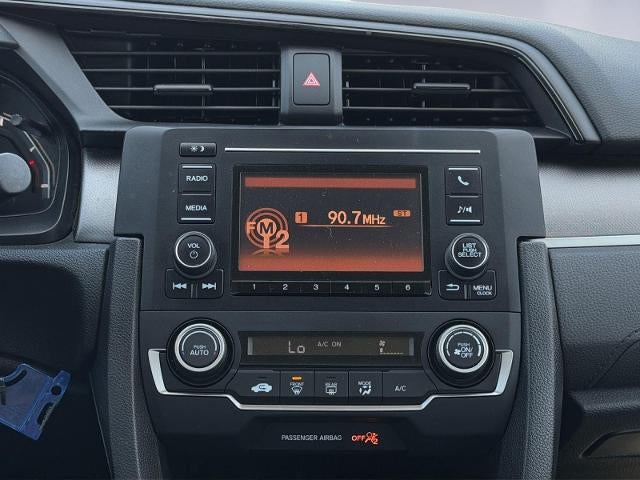 RADIO
MEDIA
VOL
FM
2
1 90.7MHz ST
1 2 3 4 5 6
LIST
PUSH
SELECT
MENU
CLOCK
PUSH
AUTO
Lo A/C ON
PUSH
ON/
OFF
FRONT
REAR
MODE
A/C
PASSENGER AIRBAG OFF